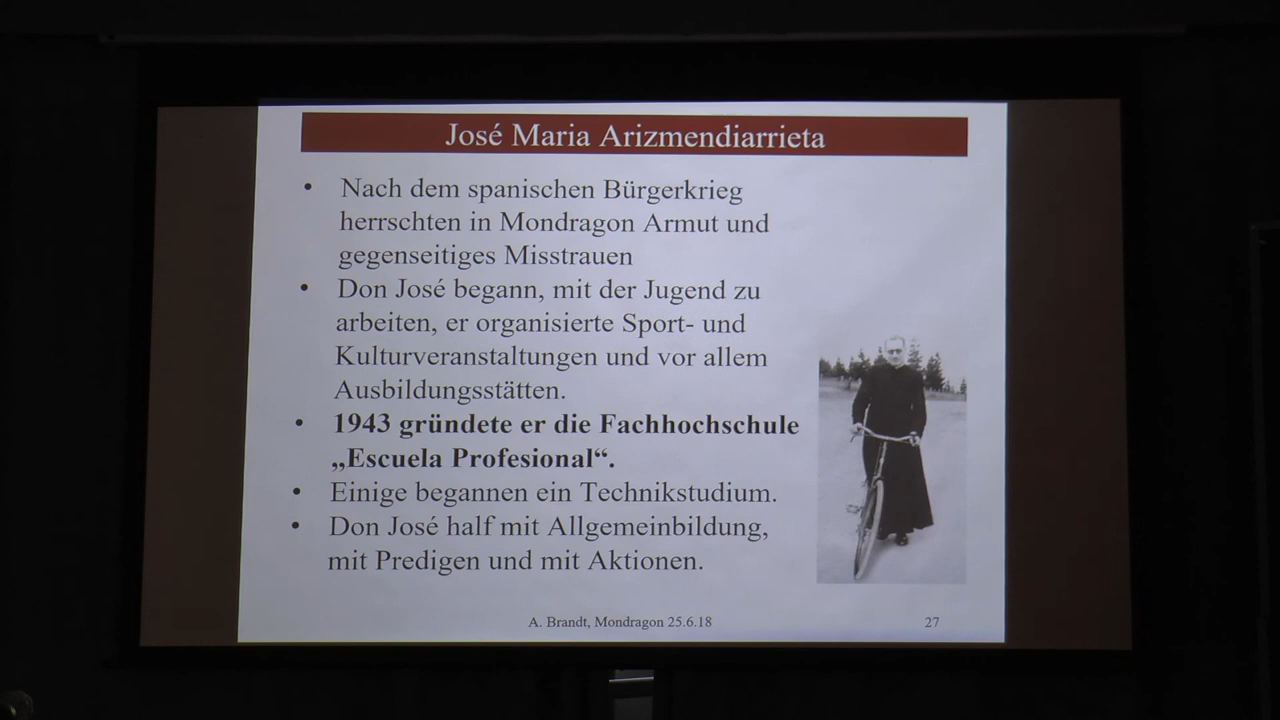 José Maria Arizmendiarrieta
• Nach dem spanischen Bürgerkrieg
herrschten in Mondragon Armut und
gegenseitiges Misstrauen
• Don José begann, mit der Jugend zu
arbeiten, er organisierte Sport- und
Kulturveranstaltungen und vor allem
Ausbildungsstätten.
• 1943 gründete er die Fachhochschule
„Escuela Profesional“.
• Einige begannen ein Technikstudium.
• Don José half mit Allgemeinbildung,
mit Predigen und mit Aktionen.
A. Brandt, Mondragon 25.6.18
27